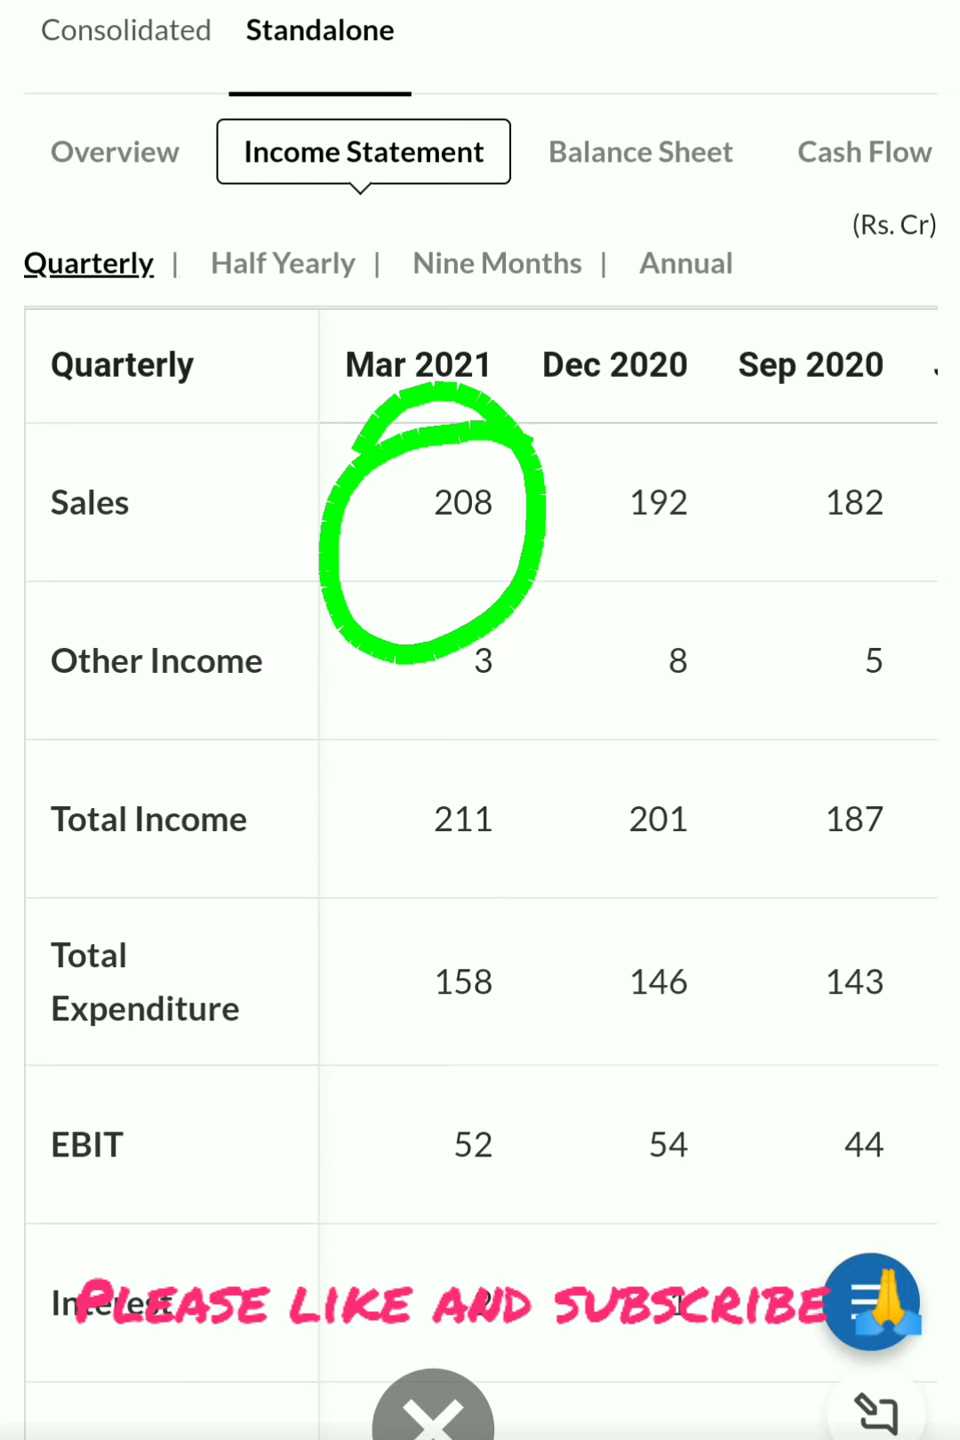 Consolidated Standalone
Overview Income Statement Balance Sheet Cash Flow
(Rs. Cr)
Quarterly | Half Yearly | Nine Months | Annual
Quarterly Mar 2021 Dec 2020 Sep 2020
Sales 208 192 182
Other Income 3 8 5
Total Income 211 201 187
Total
Expenditure 158 146 143
EBIT 52 54 44
Interest
PLEASE LIKE AND SUBSCRIBE 🙏